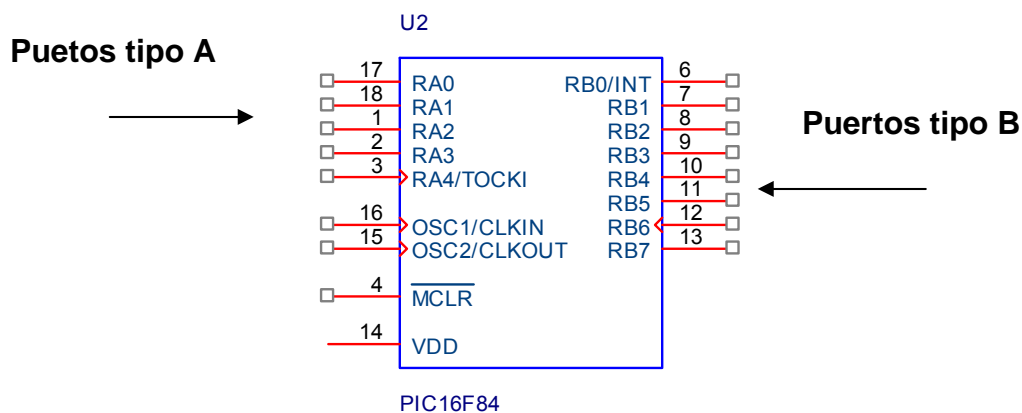 U2
Puetos tipo A
17 RA0
18 RA1
1 RA2
2 RA3
3 RA4/TOCKI
16 OSC1/CLKIN
15 OSC2/CLKOUT
4 MCLR
14 VDD
RB0/INT 6
RB1 7
RB2 8
RB3 9
RB4 10
RB5 11
RB6 12
RB7 13
Puertos tipo B
PIC16F84